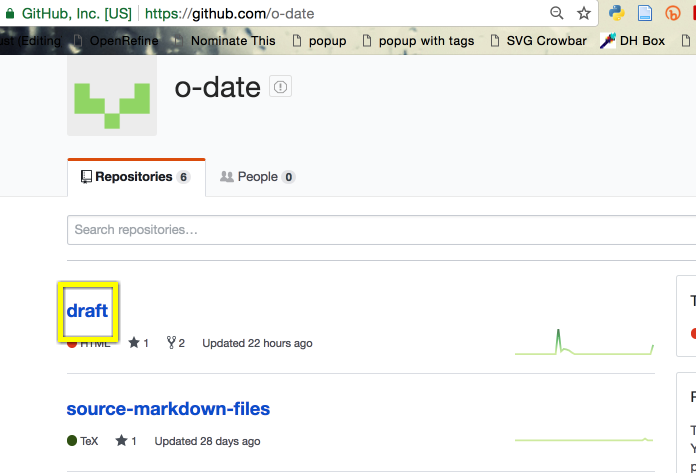 GitHub, Inc. [US] | https://github.com/o-date
ust (Editing OpenRefine Nominate This popup popup with tags SVG Crowbar DH Box
o-date
Repositories 6 People 0
Search repositories…
draft
HTML 1 2 Updated 22 hours ago
source-markdown-files
TeX 1 Updated 28 days ago